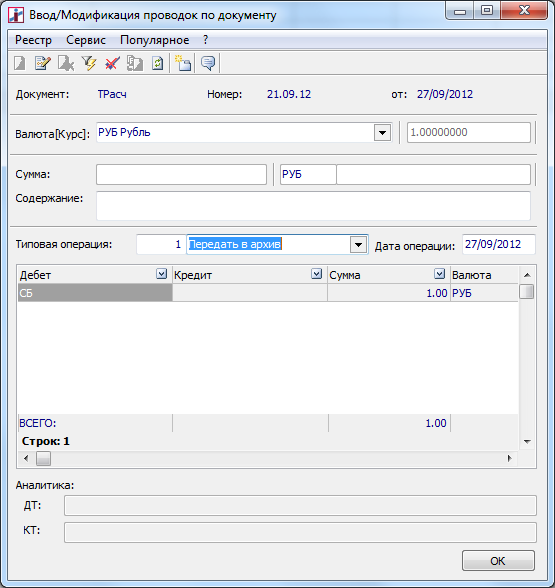 Ввод/Модификация проводок по документу
Реестр Сервис Популярное ?
Документ: ТРасч Номер: 21.09.12 от: 27/09/2012
Валюта[Курс]: РУБ Рубль 1.00000000
Сумма: РУБ
Содержание:
Типовая операция: 1 Передать в архив Дата операции: 27/09/2012
Дебет Кредит Сумма Валюта
СБ 1.00 РУБ
ВСЕГО: 1.00
Строк: 1
Аналитика:
ДТ:
КТ:
ОК